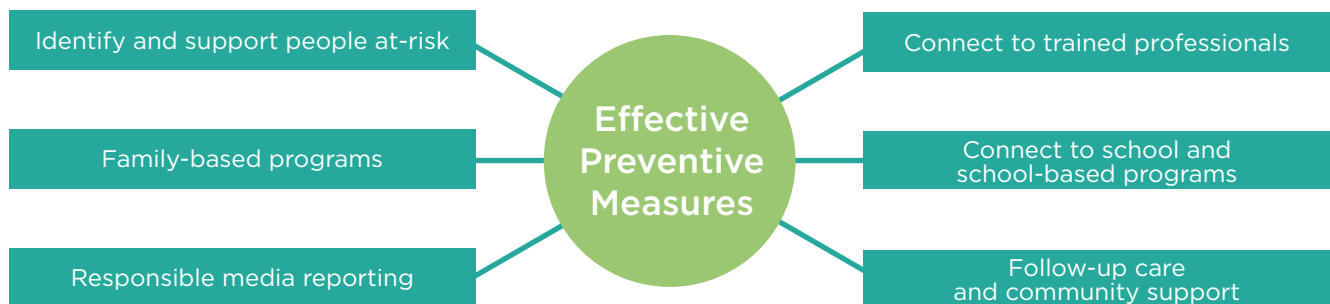 Identify and support people at-risk
Family-based programs
Responsible media reporting
Effective
Preventive
Measures
Connect to trained professionals
Connect to school and
school-based programs
Follow-up care
and community support